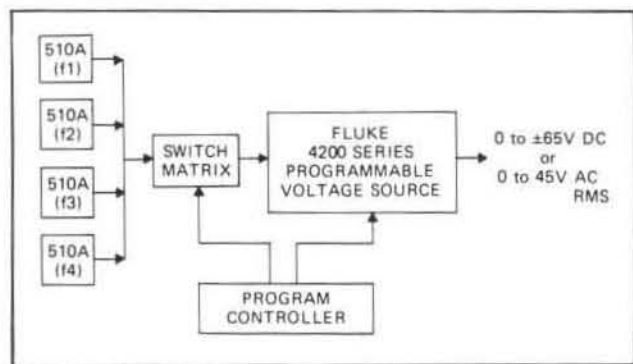 510A
(f1)
510A
(f2)
510A
(f3)
510A
(f4)
SWITCH
MATRIX
FLUKE
4200 SERIES
PROGRAMMABLE
VOLTAGE SOURCE
0 to ±65V DC
or
0 to 45V AC
RMS
PROGRAM
CONTROLLER